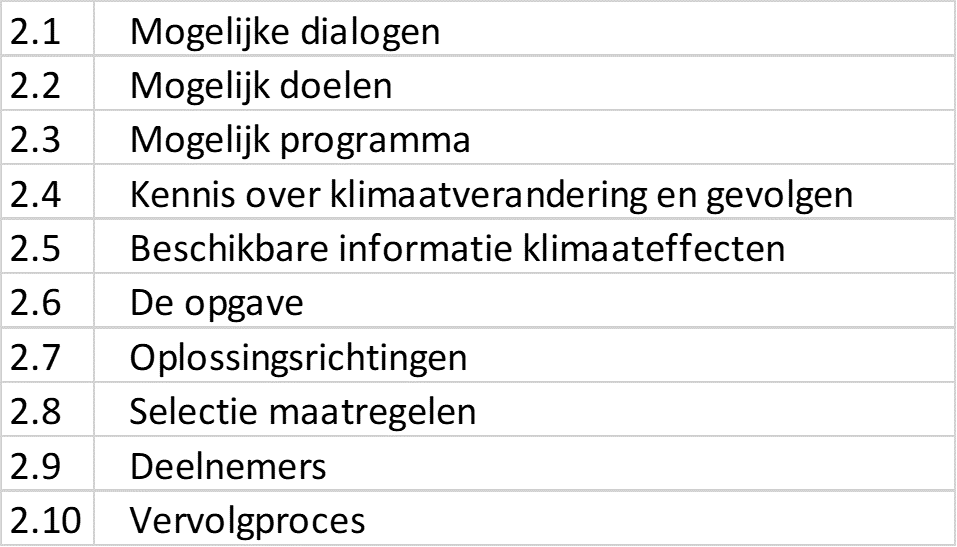 2.1 Mogelijke dialogen
2.2 Mogelijk doelen
2.3 Mogelijk programma
2.4 Kennis over klimaatverandering en gevolgen
2.5 Beschikbare informatie klimaateffecten
2.6 De opgave
2.7 Oplossingsrichtingen
2.8 Selectie maatregelen
2.9 Deelnemers
2.10 Vervolgproces